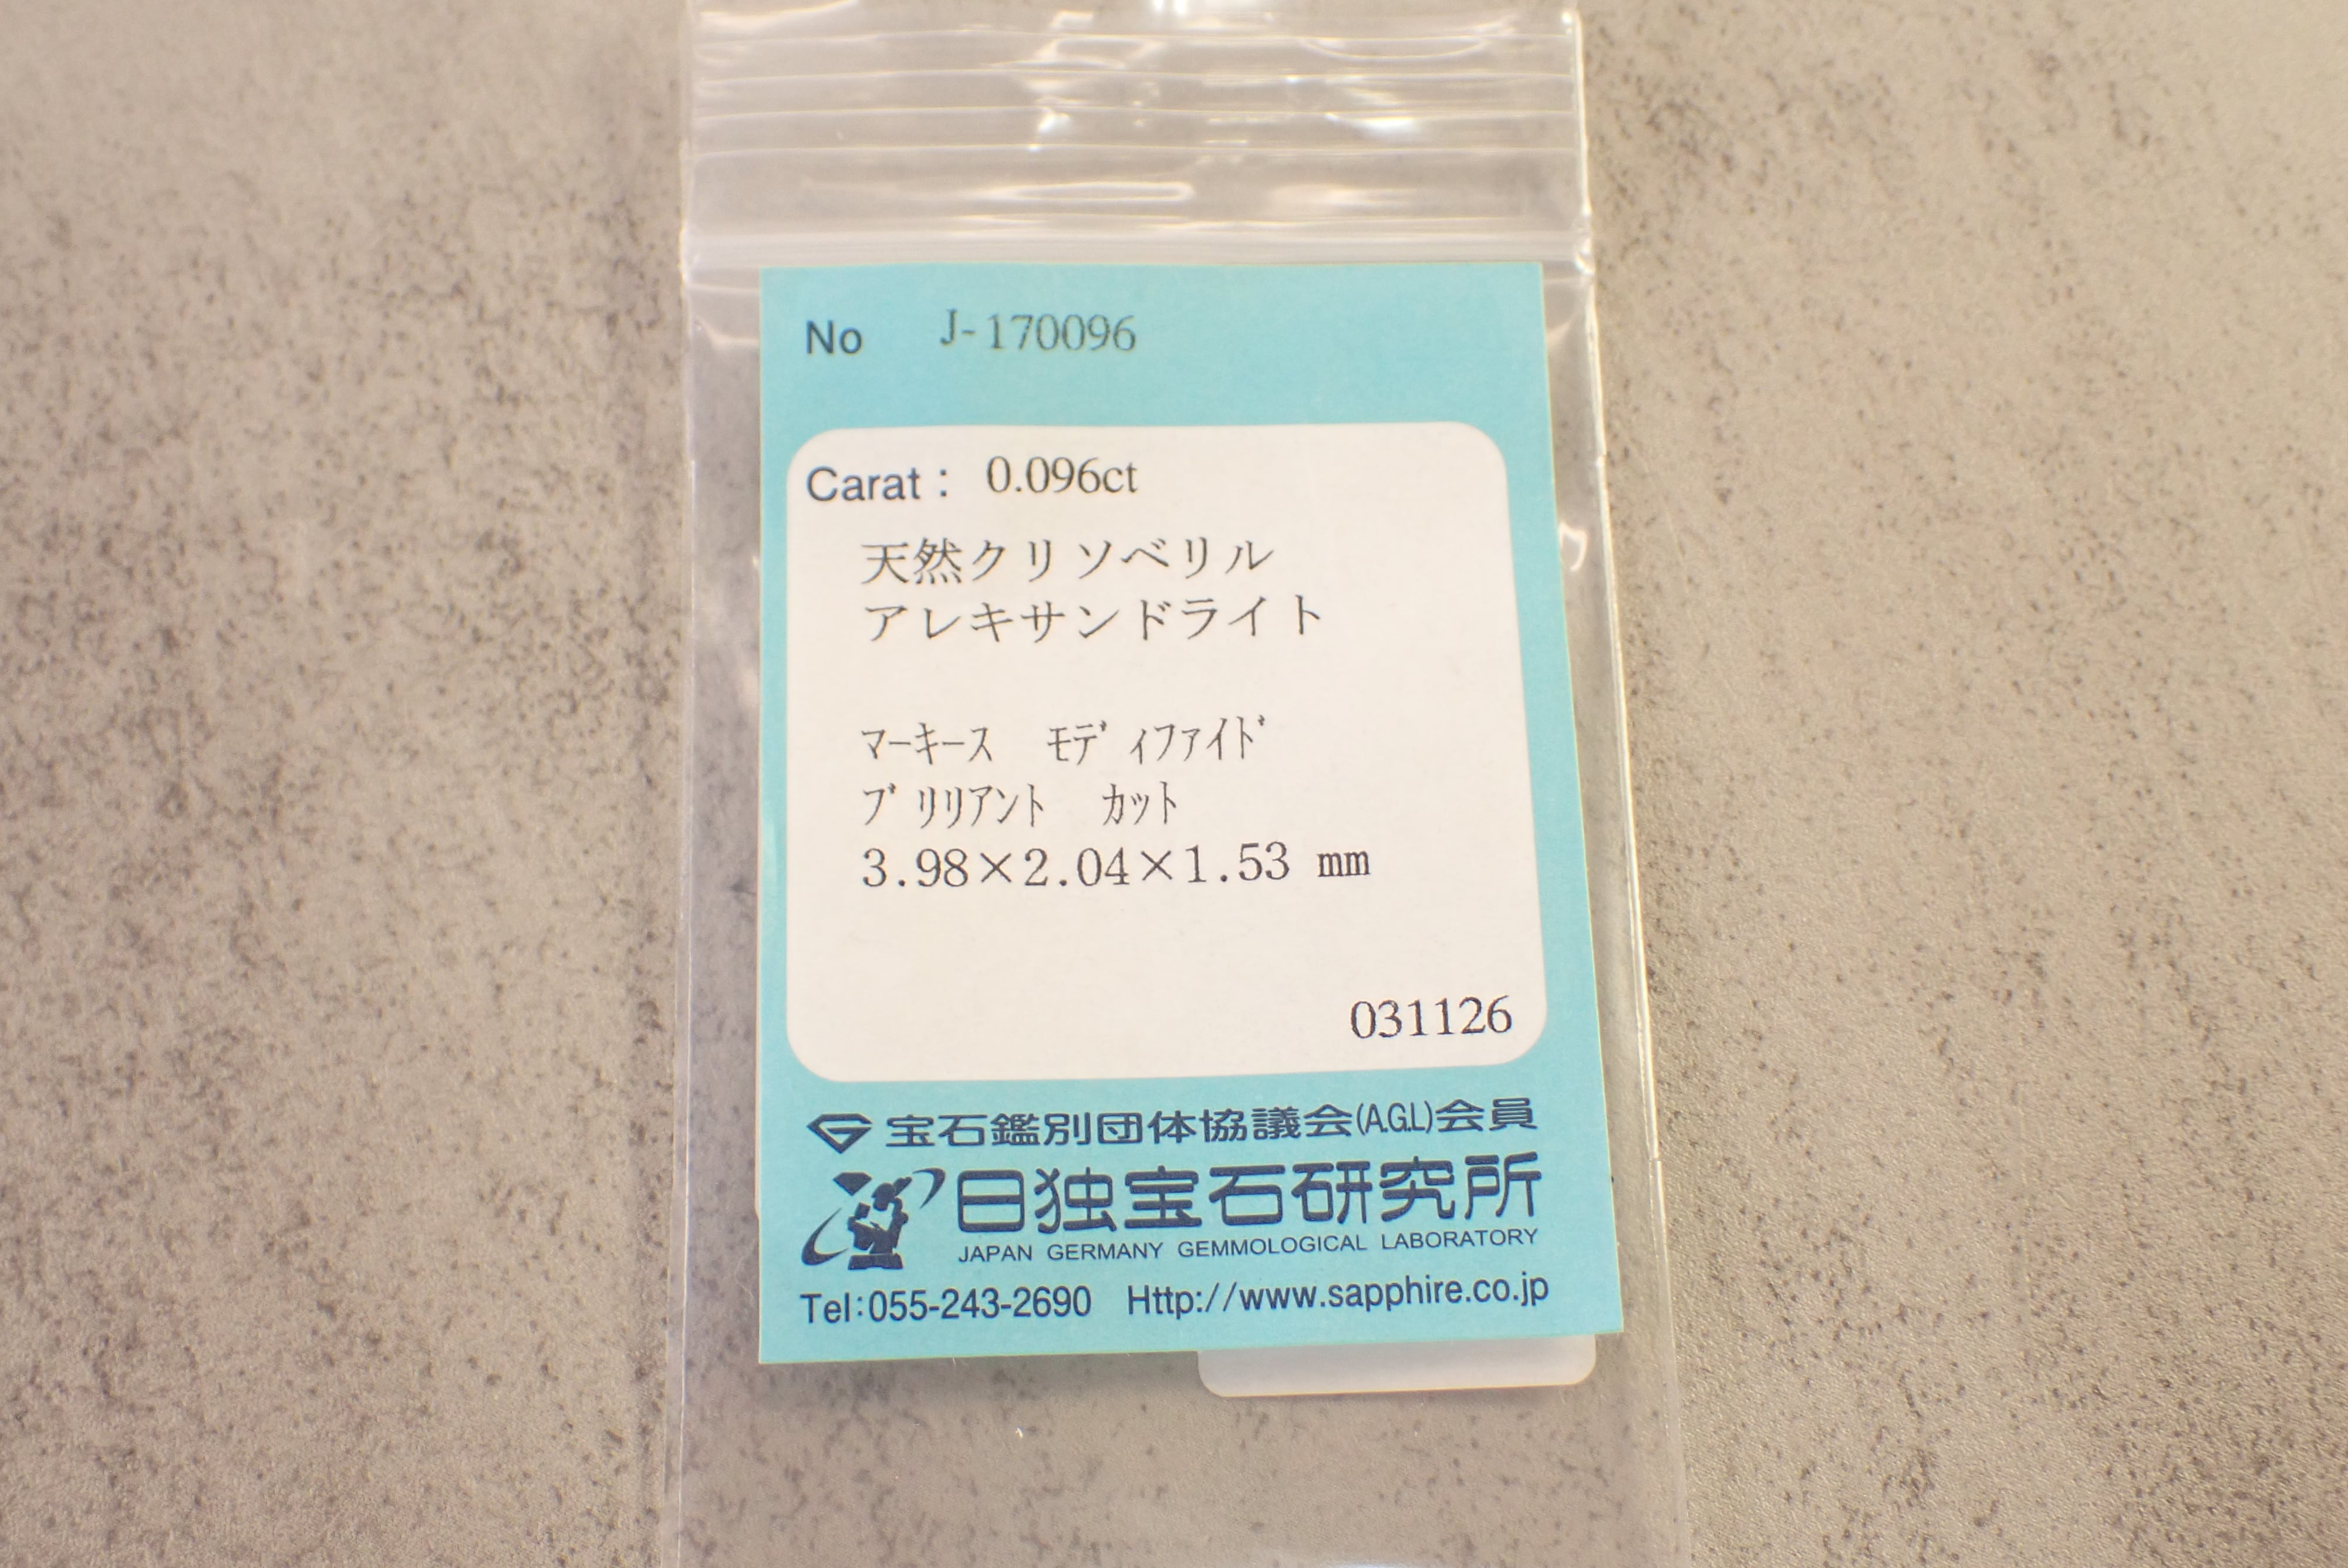 No J-170096
Carat： 0.096ct
天然クリソベリル
アレキサンドライト
ﾏｰｷｰｽ ﾓﾃﾞｨﾌｧｲﾄﾞ
ﾌﾞﾘﾘｱﾝﾄ ｶｯﾄ
3.98×2.04×1.53 mm
031126
宝石鑑別団体協議会(A.G.L)会員
日独宝石研究所
JAPAN GERMANY GEMMOLOGICAL LABORATORY
Tel:055-243-2690 Http://www.sapphire.co.jp